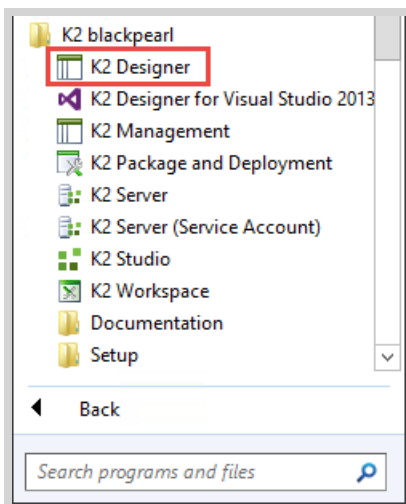 K2 blackpearl
K2 Designer
K2 Designer for Visual Studio 2013
K2 Management
K2 Package and Deployment
K2 Server
K2 Server (Service Account)
K2 Studio
K2 Workspace
Documentation
Setup
Back
Search programs and files